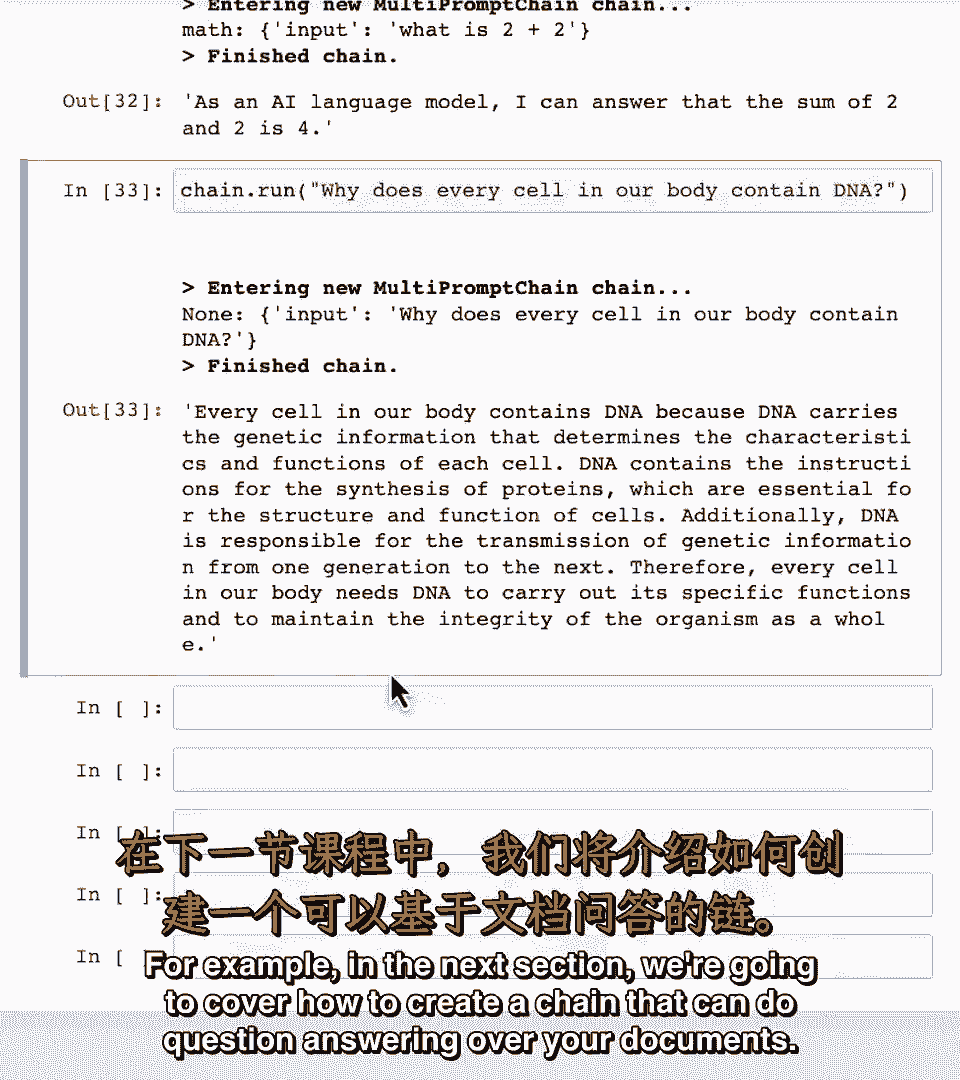 > Entering new MultiPromptChain chain...
math: {'input': 'what is 2 + 2'}
> Finished chain.
Out[32]: 'As an AI language model, I can answer that the sum of 2
and 2 is 4.'
In [33]: chain.run("Why does every cell in our body contain DNA?")
> Entering new MultiPromptChain chain...
None: {'input': 'Why does every cell in our body contain
DNA?'}
> Finished chain.
Out[33]: 'Every cell in our body contains DNA because DNA carries
the genetic information that determines the characteristi
cs and functions of each cell. DNA contains the instructi
ons for the synthesis of proteins, which are essential fo
r the structure and function of cells. Additionally, DNA
is responsible for the transmission of genetic informatio
n from one generation to the next. Therefore, every cell
in our body needs DNA to carry out its specific functions
and to maintain the integrity of the organism as a whol
e.'
In [ ]:
In [ ]:
In [ ]:
在下一节课程中，我们将介绍如何创
In [ ]:
建一个可以基于文档问答的链。
In [
For example, in the next section, we're going
to cover how to create a chain that can do
question answering over your documents.